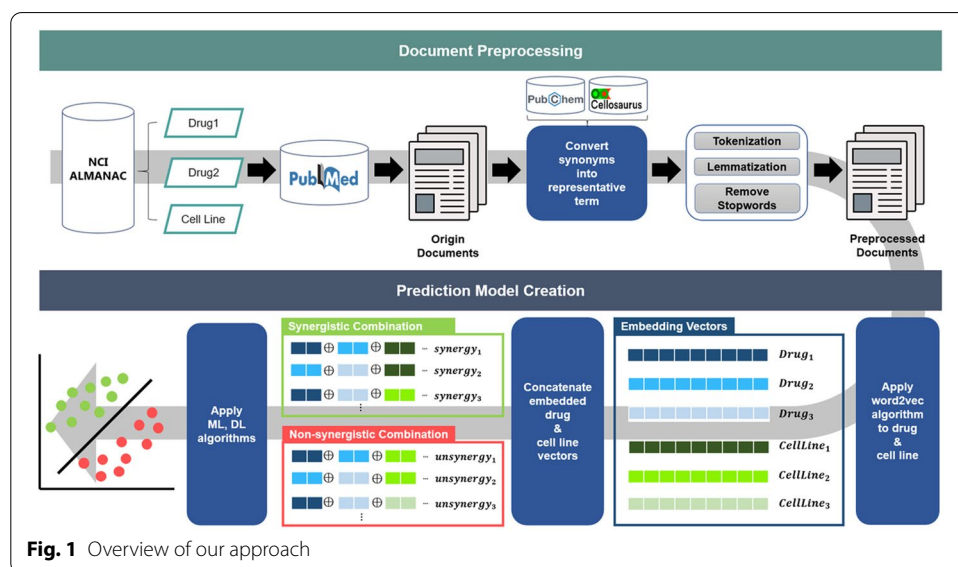 Document Preprocessing
NCI
ALMANAC
Drug1
Drug2
Cell Line
PubMed
Origin
Documents
PubChem
Cellosaurus
Convert
synonyms
into
representative
term
Tokenization
Lemmatization
Remove
Stopwords
Preprocessed
Documents
Prediction Model Creation
Apply
ML, DL
algorithms
Synergistic Combination
⊕ ⊕ - synergy₁
⊕ ⊕ - synergy₂
⊕ ⊕ - synergy₃
⋮
Non-synergistic Combination
⊕ ⊕ - unsynergy₁
⊕ ⊕ - unsynergy₂
⊕ ⊕ - unsynergy₃
⋮
Concatenate
embedded
drug
&
cell line
vectors
Embedding Vectors
Drug₁
Drug₂
Drug₃
CellLine₁
CellLine₂
CellLine₃
Apply
word2vec
algorithm
to drug
&
cell line
Fig. 1 Overview of our approach